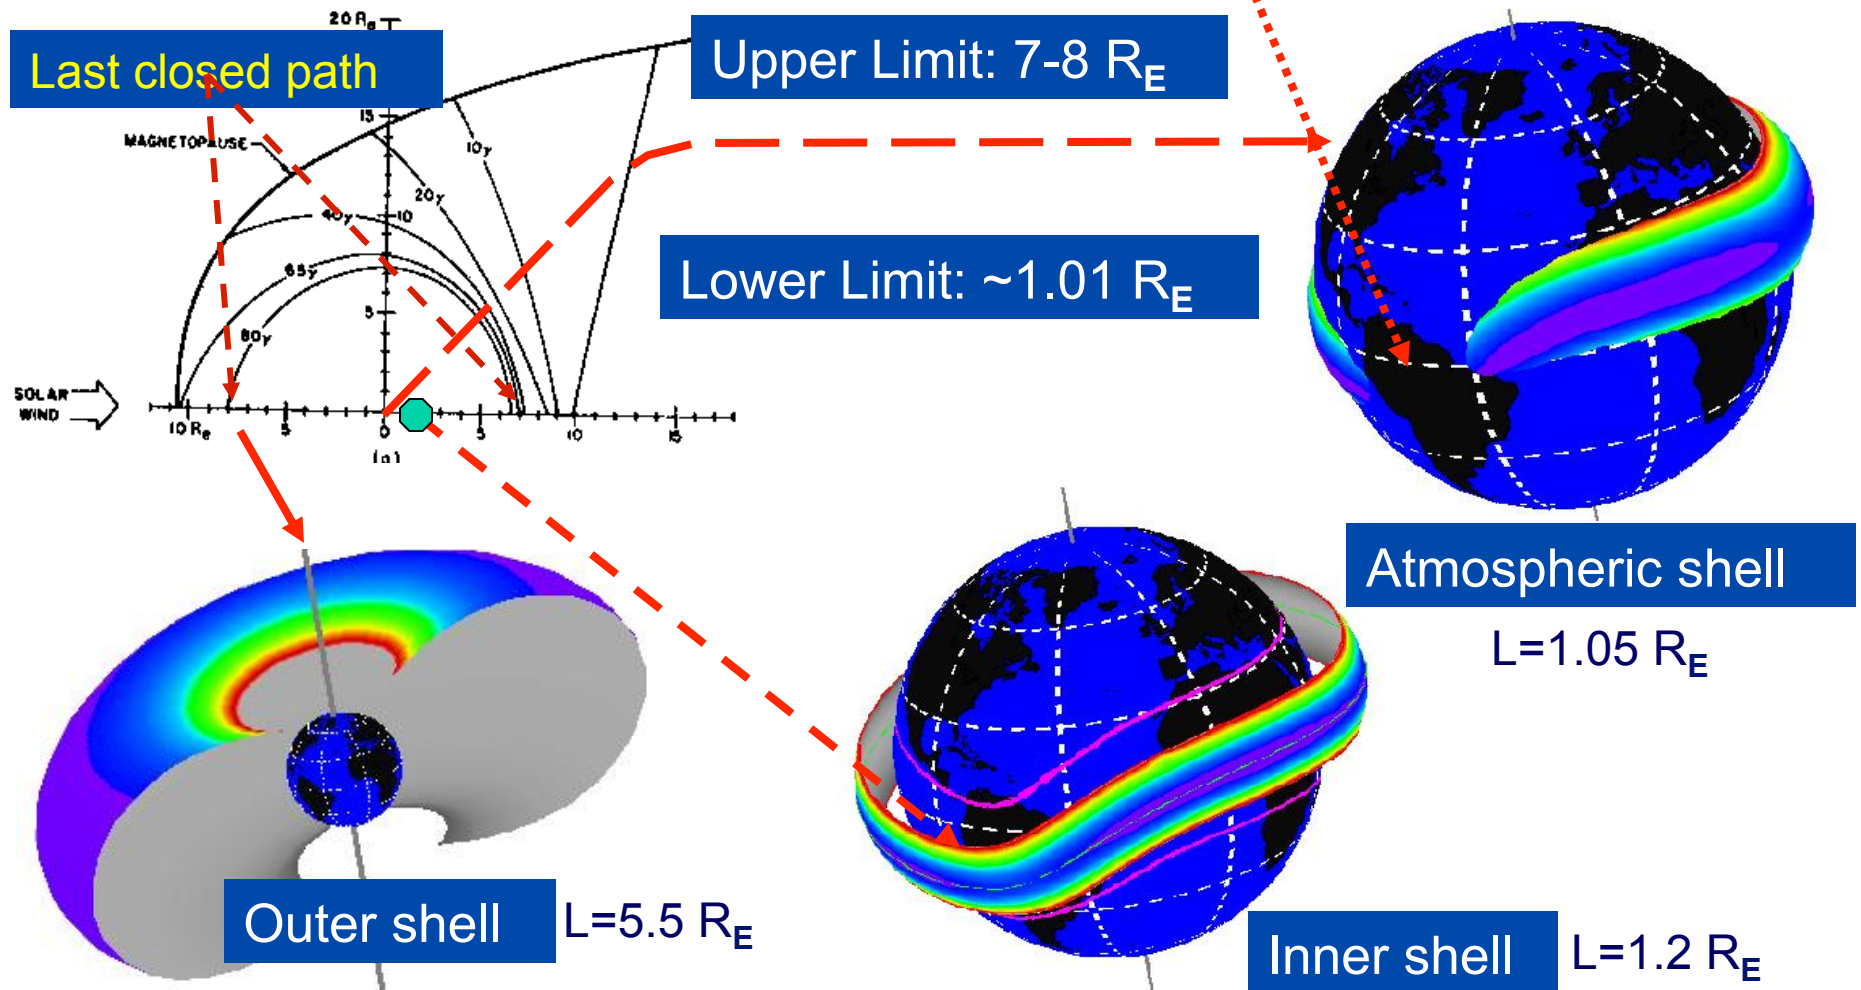 20 Re
Last closed path
Upper Limit: 7-8 RE
15
MAGNETOPAUSE
10γ
20γ
40γ
10
Lower Limit: ~1.01 RE
65γ
5
80γ
SOLAR
WIND
10 Re
5
0
5
10
15
(a)
Atmospheric shell
L=1.05 RE
Outer shell
L=5.5 RE
Inner shell
L=1.2 RE